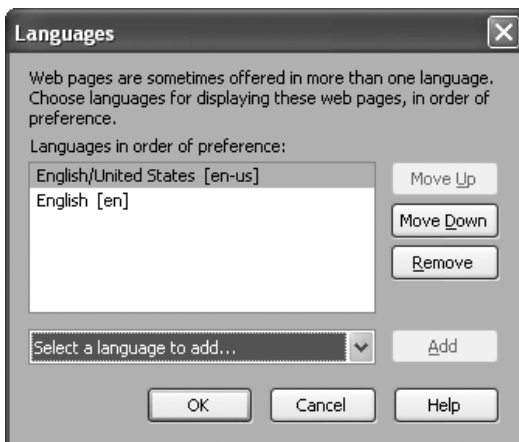 Languages
Web pages are sometimes offered in more than one language.
Choose languages for displaying these web pages, in order of
preference.
Languages in order of preference:
English/United States [en-us]
English [en]
Move Up
Move Down
Remove
Select a language to add...
Add
OK
Cancel
Help